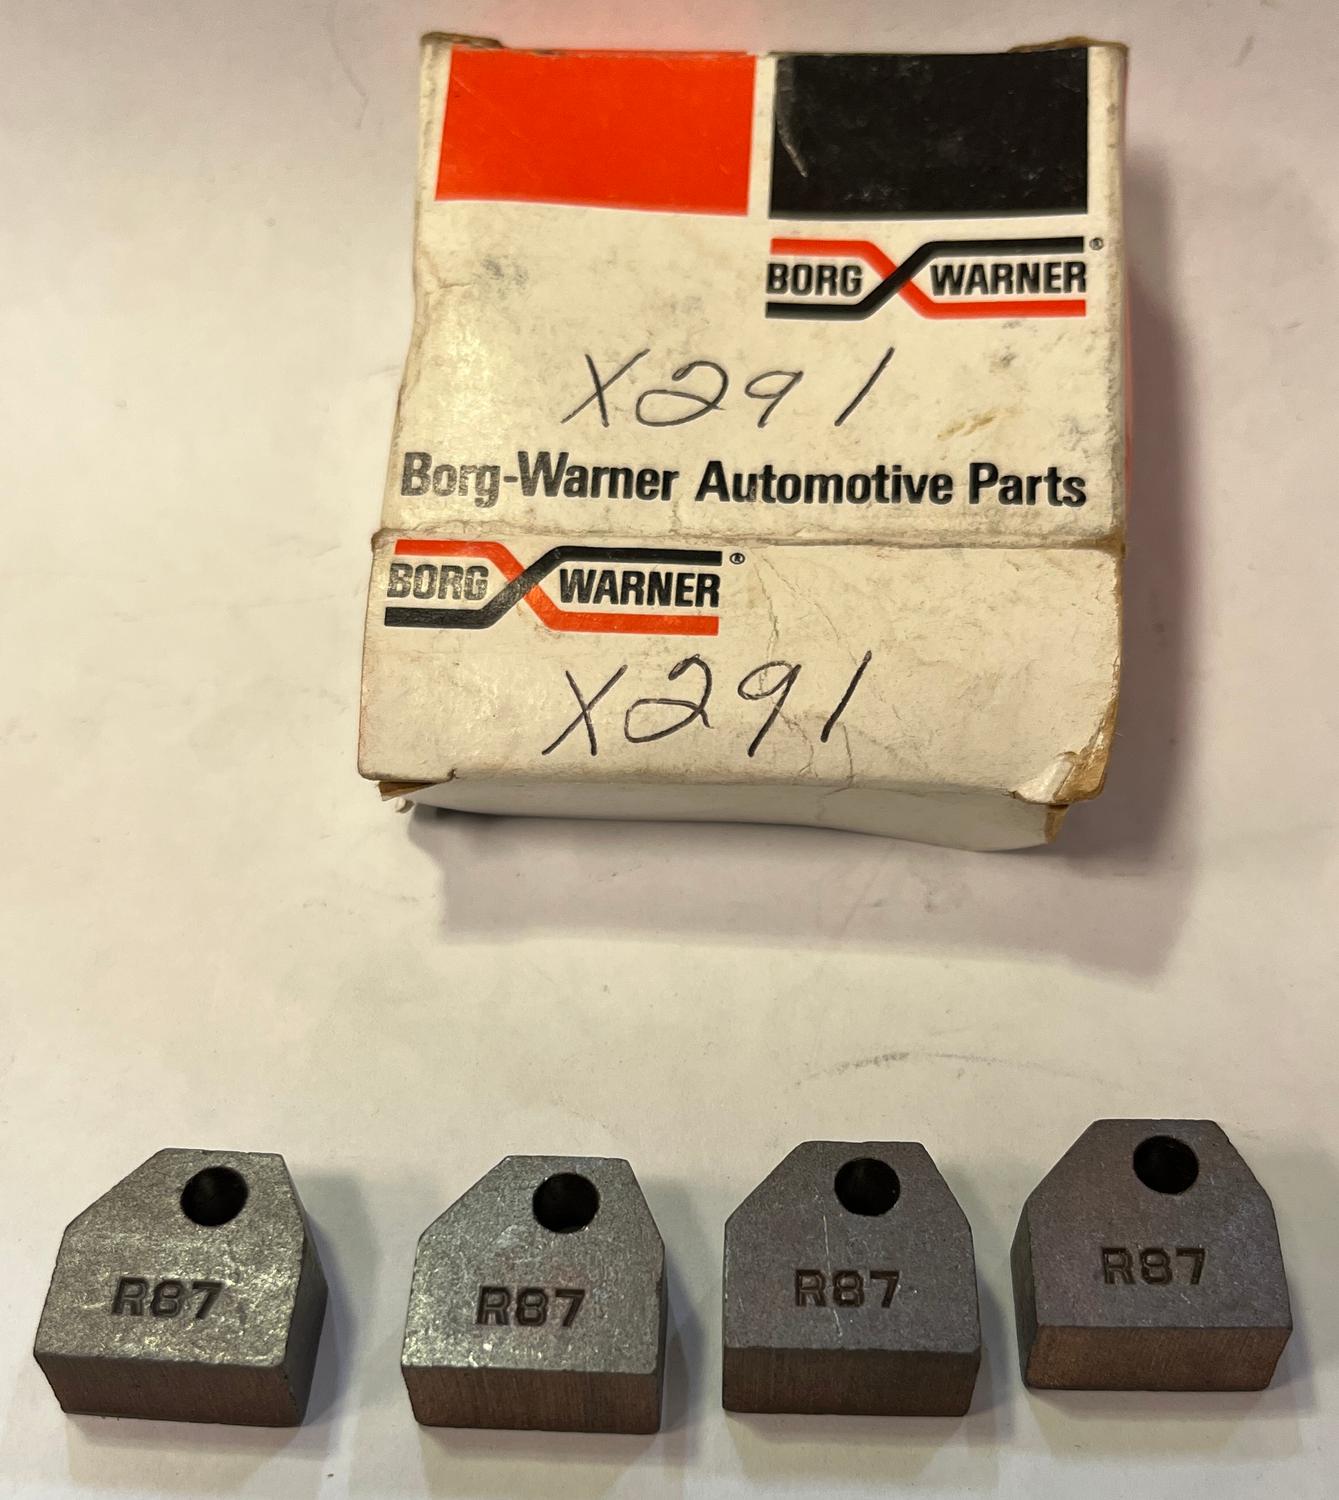 BORG WARNER®
X291
Borg-Warner Automotive Parts
BORG WARNER®
X291
R87
R87
R87
R87